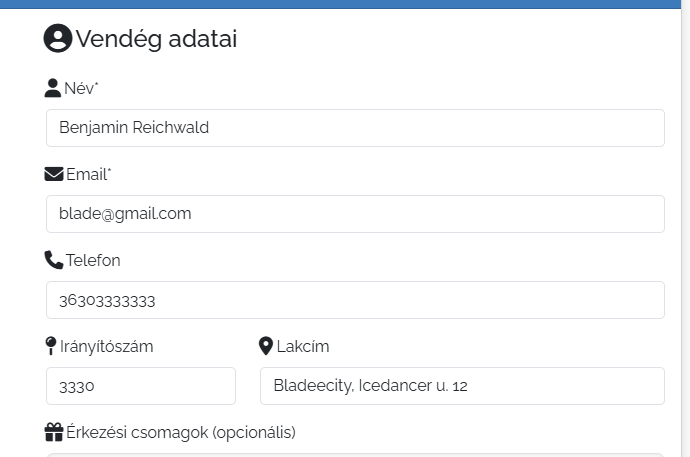 Vendég adatai
Név*
Benjamin Reichwald
Email*
blade@gmail.com
Telefon
36303333333
Irányítószám Lakcím
3330 Bladeecity, Icedancer u. 12
Érkezési csomagok (opcionális)